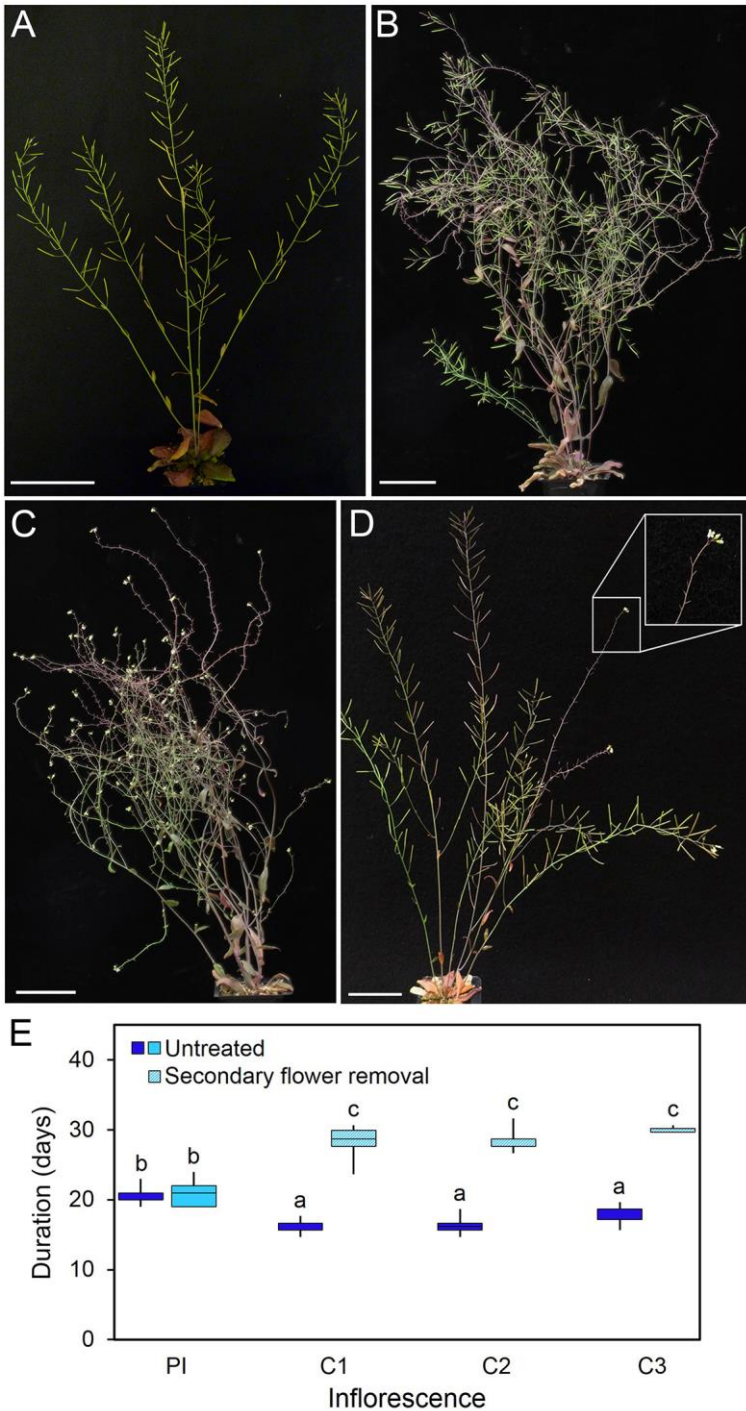 A
B
C
D
E
Untreated
Secondary flower removal
Duration (days)
40
30
20
10
0
b
b
a
c
a
c
a
c
PI
C1
C2
C3
Inflorescence